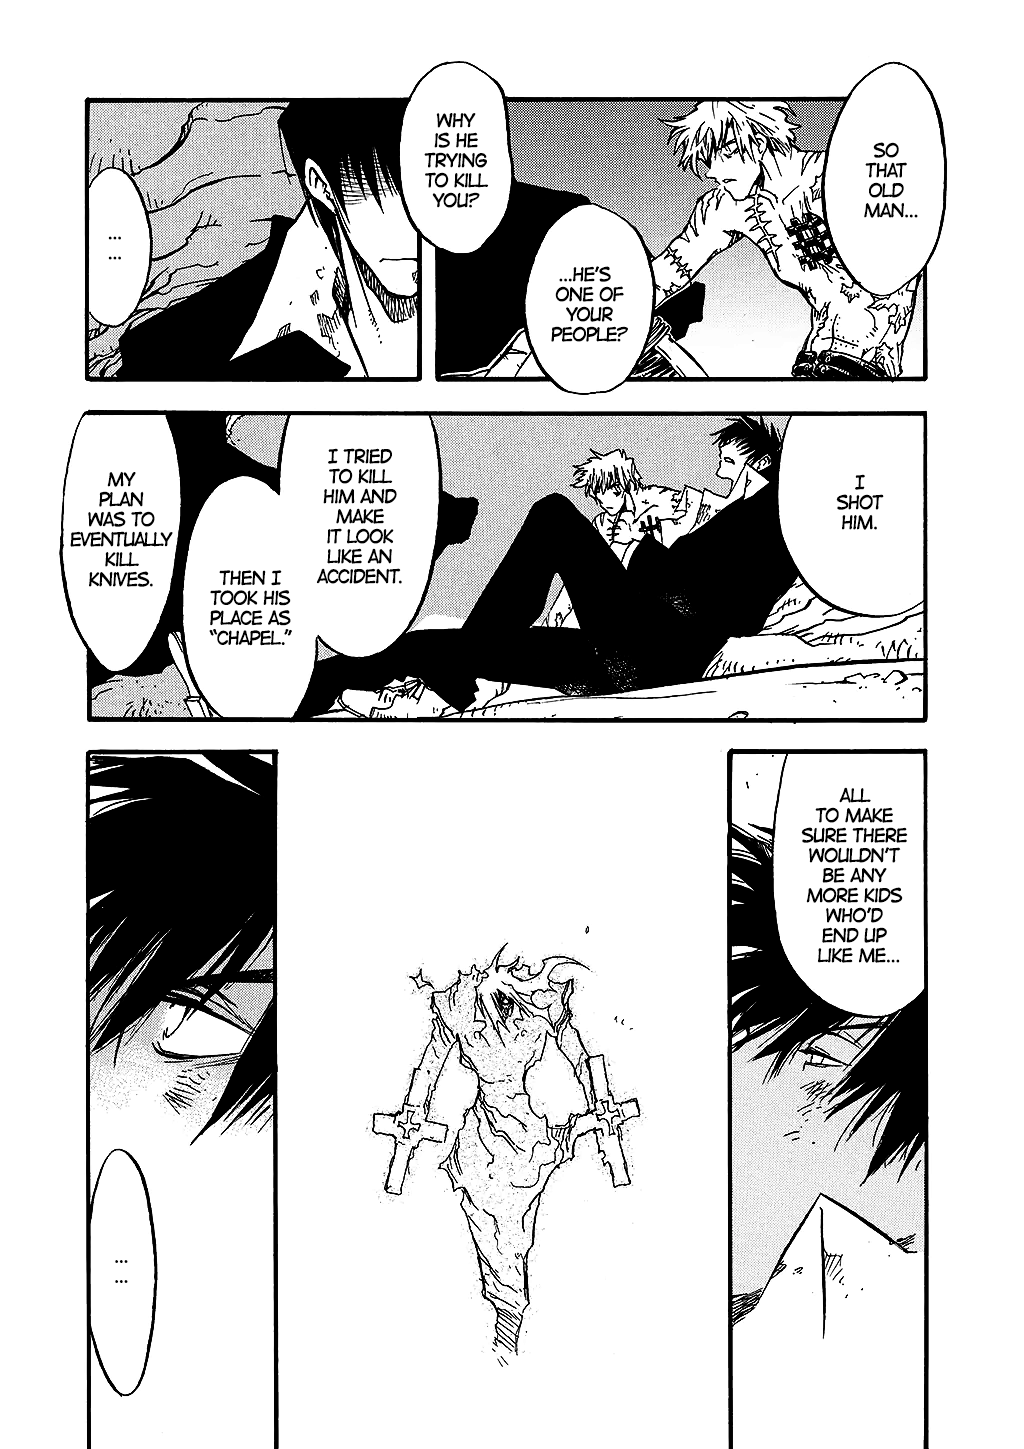 SO
THAT
OLD
MAN...
...HE'S
ONE OF
YOUR
PEOPLE?
WHY
IS HE
TRYING
TO KILL
YOU?
...
...
I
SHOT
HIM.
I TRIED
TO KILL
HIM AND
MAKE
IT LOOK
LIKE AN
ACCIDENT.
THEN I
TOOK HIS
PLACE AS
"CHAPEL."
MY
PLAN
WAS TO
EVENTUALLY
KILL
KNIVES.
ALL
TO MAKE
SURE THERE
WOULDN'T
BE ANY
MORE KIDS
WHO'D
END UP
LIKE ME...
...
...